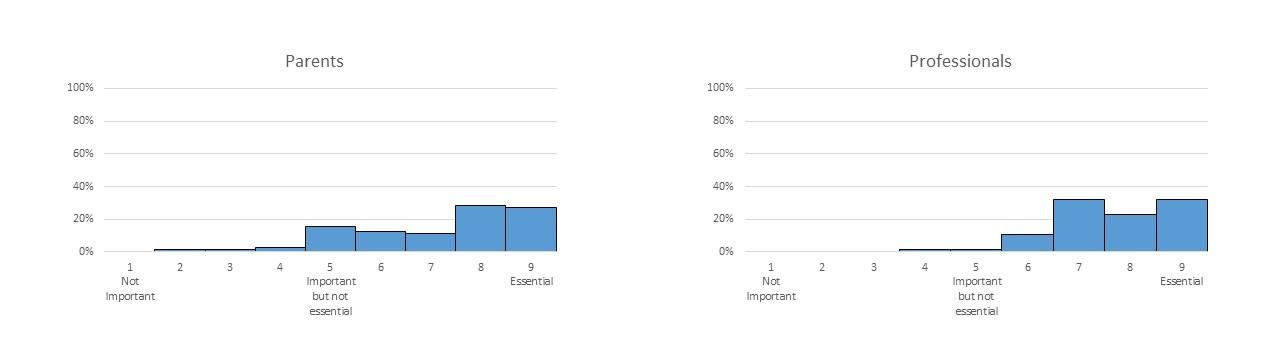 Parents
100%
80%
60%
40%
20%
0%
1 2 3 4 5 6 7 8 9
Not Important but not essential Essential
Important
Professionals
100%
80%
60%
40%
20%
0%
1 2 3 4 5 6 7 8 9
Not Important but not essential Essential
Important